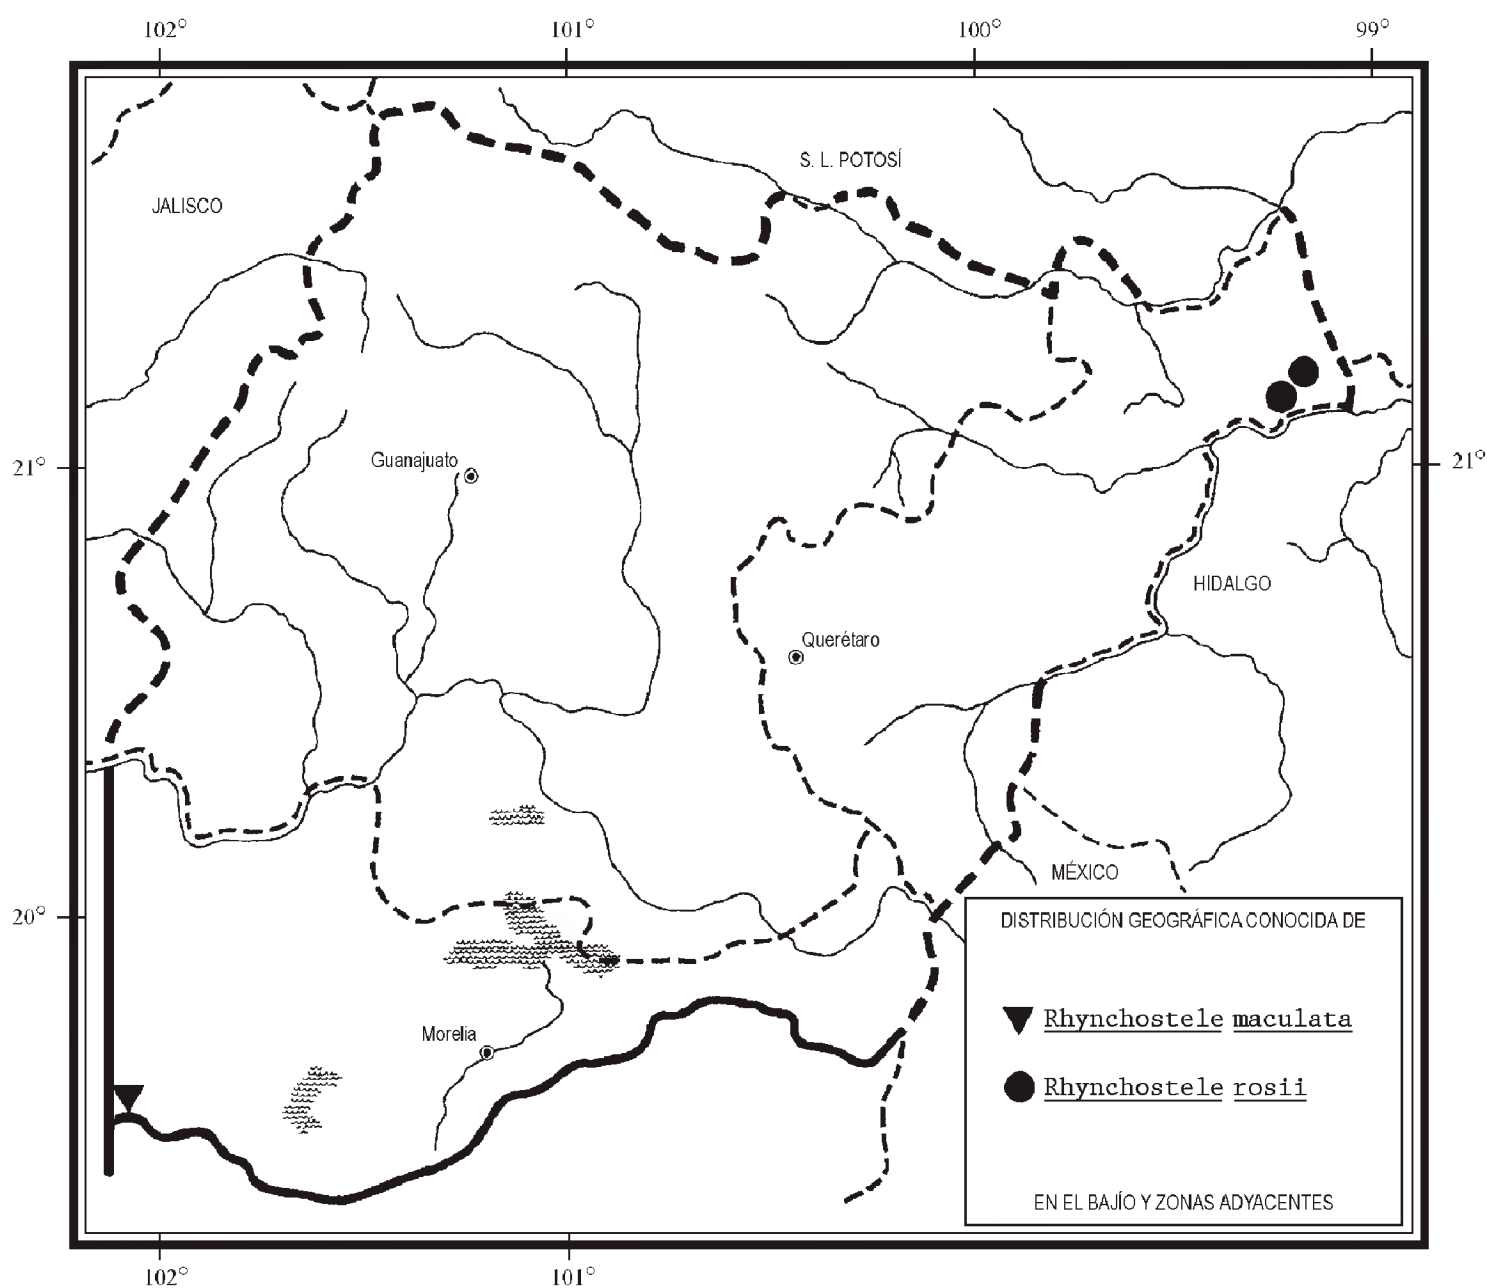 102° 101° 100° 99°
S. L. POTOSÍ
JALISCO
Guanajuato
21° 21°
HIDALGO
Querétaro
MÉXICO
20°
DISTRIBUCIÓN GEOGRÁFICA CONOCIDA DE
Rhynchostele maculata
Morelia
Rhynchostele rosii
EN EL BAJÍO Y ZONAS ADYACENTES
102° 101°